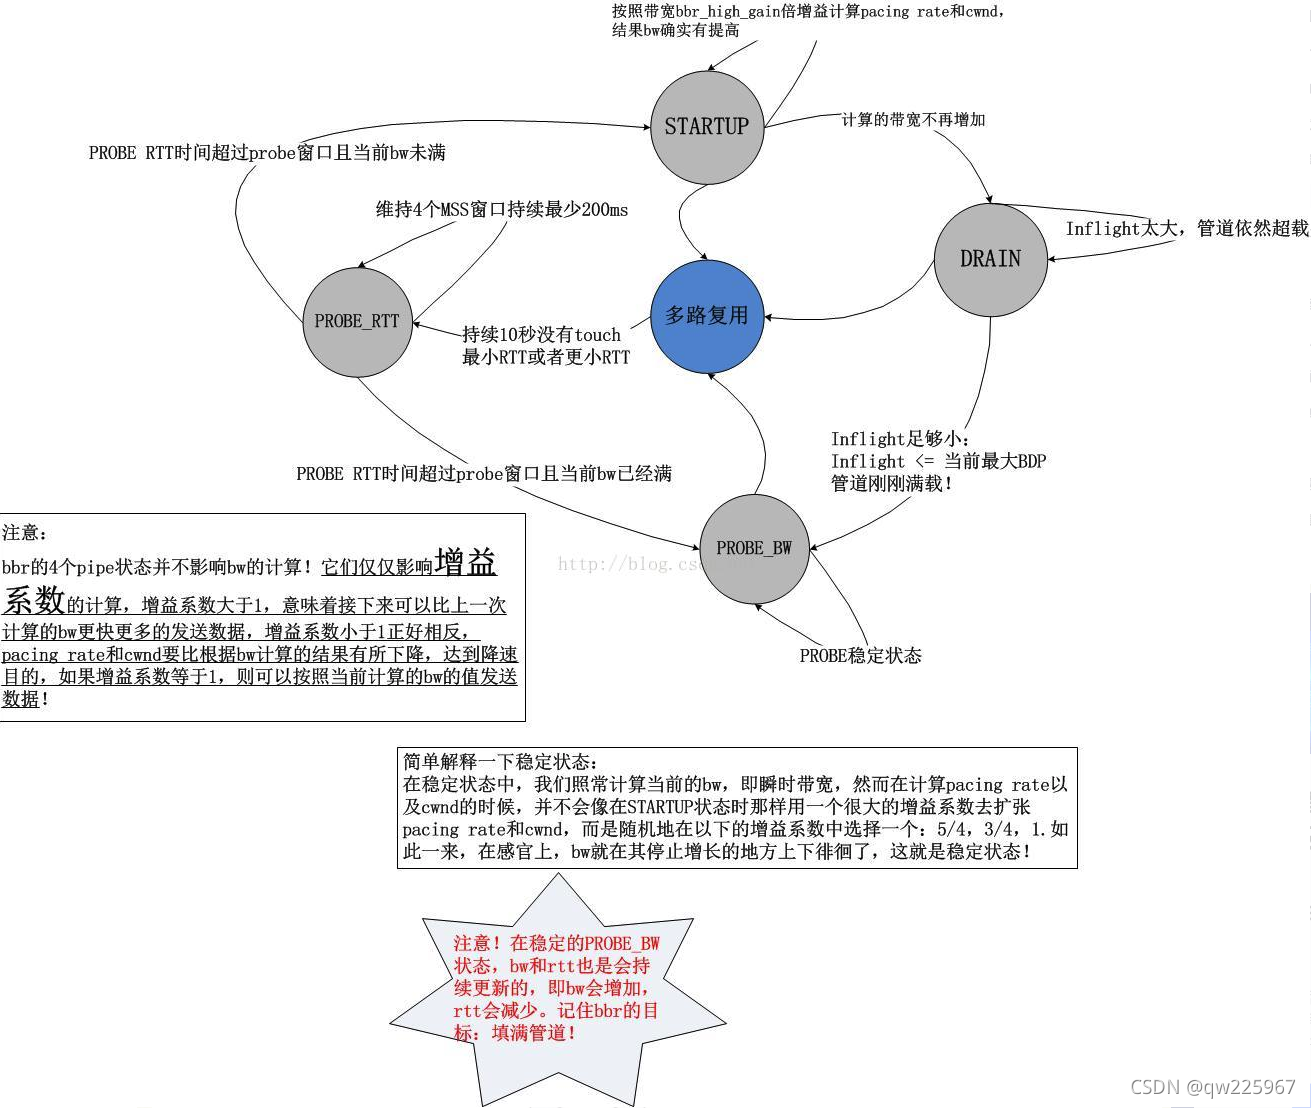 按照带宽bbr_high_gain倍增益计算pacing rate和cwnd，
结果bw确实有提高
STARTUP
计算的带宽不再增加
PROBE RTT时间超过probe窗口且当前bw未满
维持4个MSS窗口持续最少200ms
Inflight太大，管道依然超载
DRAIN
PROBE_RTT
多路复用
持续10秒没有touch
最小RTT或者更小RTT
Inflight足够小：
Inflight <= 当前最大BDP
管道刚刚满载！
PROBE RTT时间超过probe窗口且当前bw已经满
PROBE_BW
http://blog.cs
PROBE稳定状态
注意：
bbr的4个pipe状态并不影响bw的计算！它们仅仅影响增益
系数的计算，增益系数大于1，意味着接下来可以比上一次
计算的bw更快更多的发送数据，增益系数小于1正好相反，
pacing rate和cwnd要比根据bw计算的结果有所下降，达到降速
目的，如果增益系数等于1，则可以按照当前计算的bw的值发送
数据！
简单解释一下稳定状态：
在稳定状态中，我们照常计算当前的bw，即瞬时带宽，然而在计算pacing rate以
及cwnd的时候，并不会像在STARTUP状态时那样用一个很大的增益系数去扩张
pacing rate和cwnd，而是随机地在以下的增益系数中选择一个：5/4，3/4，1.如
此一来，在感官上，bw就在其停止增长的地方上下徘徊了，这就是稳定状态！
注意！在稳定的PROBE_BW
状态，bw和rtt也是会持
续更新的，即bw会增加，
rtt会减少。记住bbr的目
标：填满管道！
CSDN @qw225967